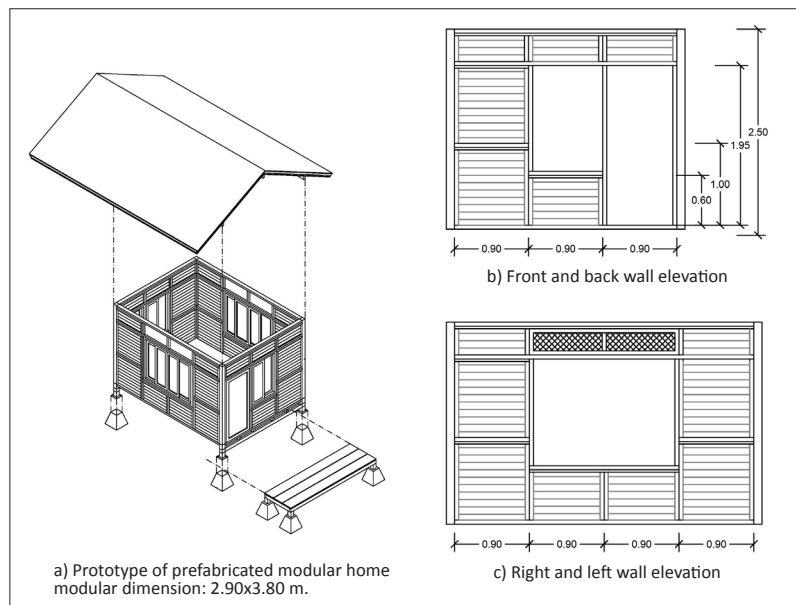 2.50
1.95
1.00
0.60
0.90 0.90 0.90
b) Front and back wall elevation
0.90 0.90 0.90 0.90
c) Right and left wall elevation
a) Prototype of prefabricated modular home
modular dimension: 2.90x3.80 m.